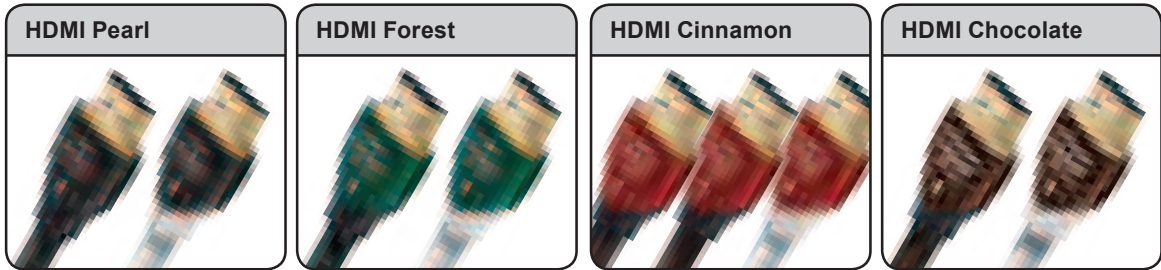 HDMI Pearl
HDMI Forest
HDMI Cinnamon
HDMI Chocolate